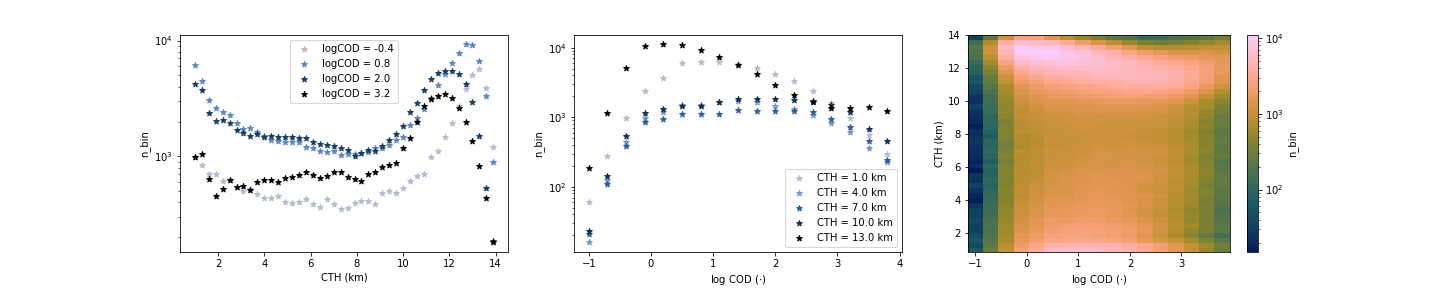 10⁴
10³
n_bin
2
4
6
8
10
12
14
CTH (km)
logCOD = -0.4
logCOD = 0.8
logCOD = 2.0
logCOD = 3.2
10⁴
10³
10²
n_bin
−1
0
1
2
3
4
log COD (·)
CTH = 1.0 km
CTH = 4.0 km
CTH = 7.0 km
CTH = 10.0 km
CTH = 13.0 km
14
12
10
8
6
4
2
CTH (km)
−1
0
1
2
3
log COD (·)
10⁴
10³
10²
n_bin